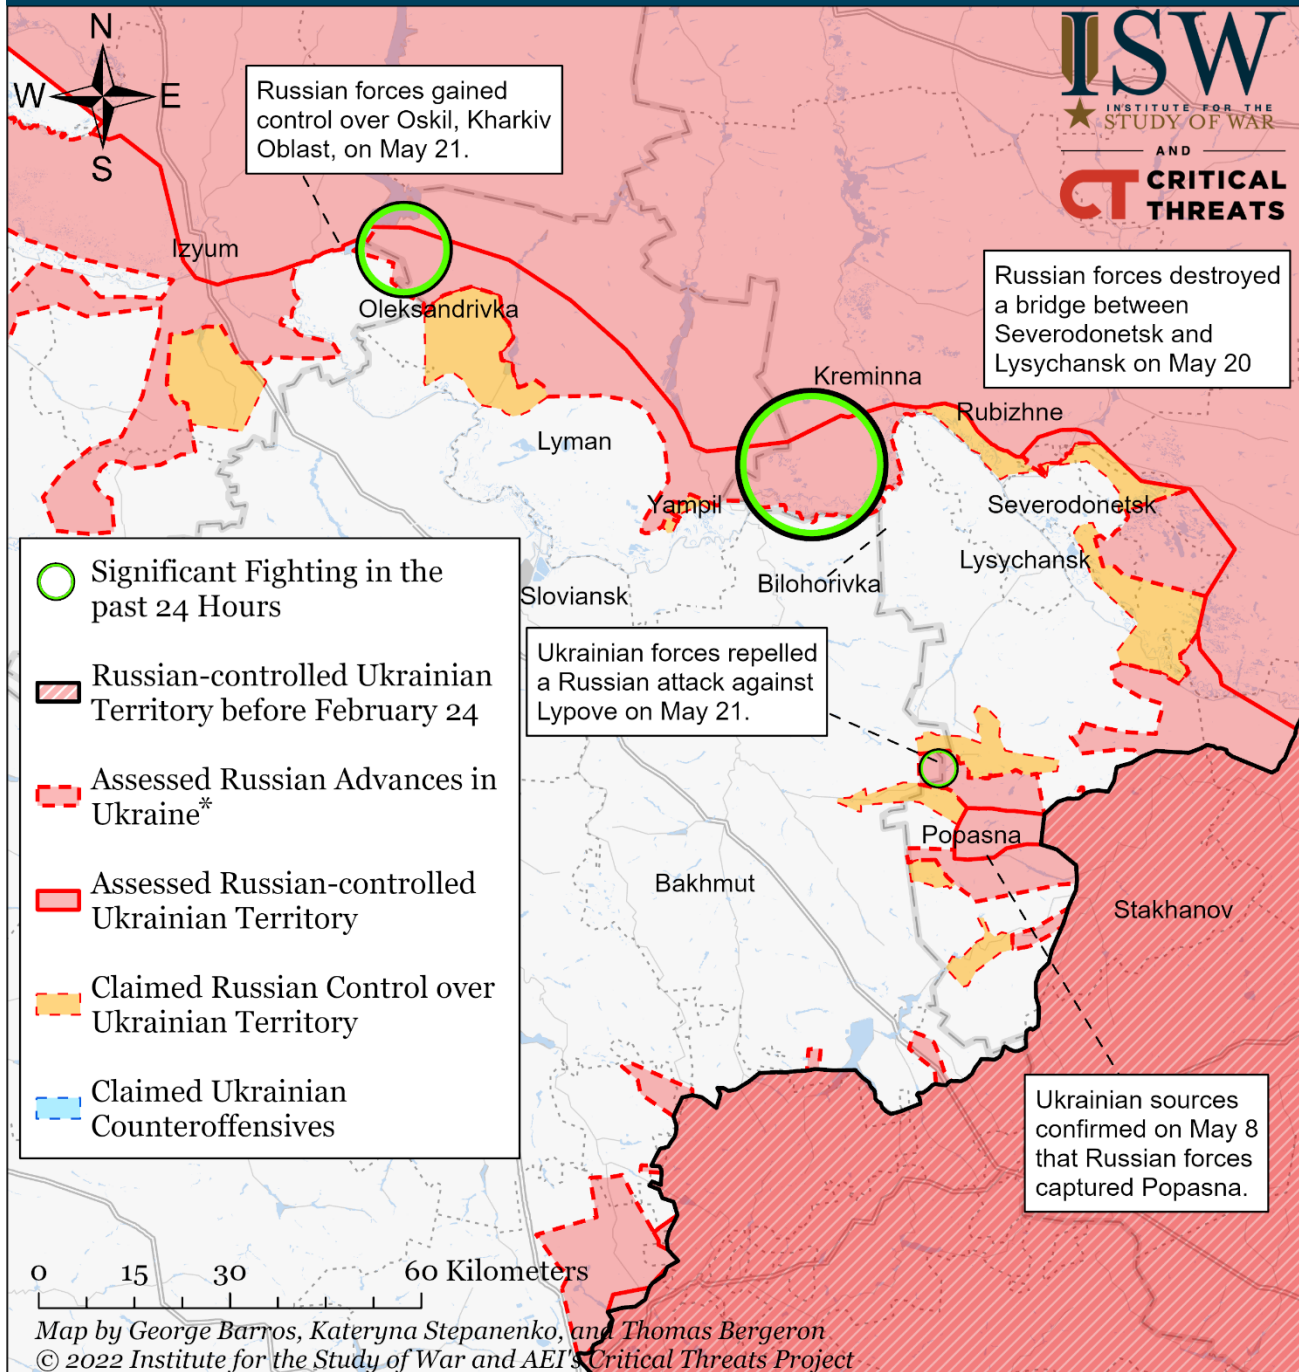 N
W E
S
ISW
INSTITUTE FOR THE
STUDY OF WAR
AND
CT CRITICAL
THREATS
Russian forces gained
control over Oskil, Kharkiv
Oblast, on May 21.
Izyum
Oleksandrivka
Russian forces destroyed
a bridge between
Severodonetsk and
Lysychansk on May 20
Kreminna
Rubizhne
Lyman
Yampil
Severodonetsk
Lysychansk
Bilohorivka
Sloviansk
Ukrainian forces repelled
a Russian attack against
Lypove on May 21.
Popasna
Bakhmut
Stakhanov
Ukrainian sources
confirmed on May 8
that Russian forces
captured Popasna.
Significant Fighting in the
past 24 Hours
Russian-controlled Ukrainian
Territory before February 24
Assessed Russian Advances in
Ukraine*
Assessed Russian-controlled
Ukrainian Territory
Claimed Russian Control over
Ukrainian Territory
Claimed Ukrainian
Counteroffensives
0 15 30 60 Kilometers
Map by George Barros, Kateryna Stepanenko, and Thomas Bergeron
© 2022 Institute for the Study of War and AEI's Critical Threats Project